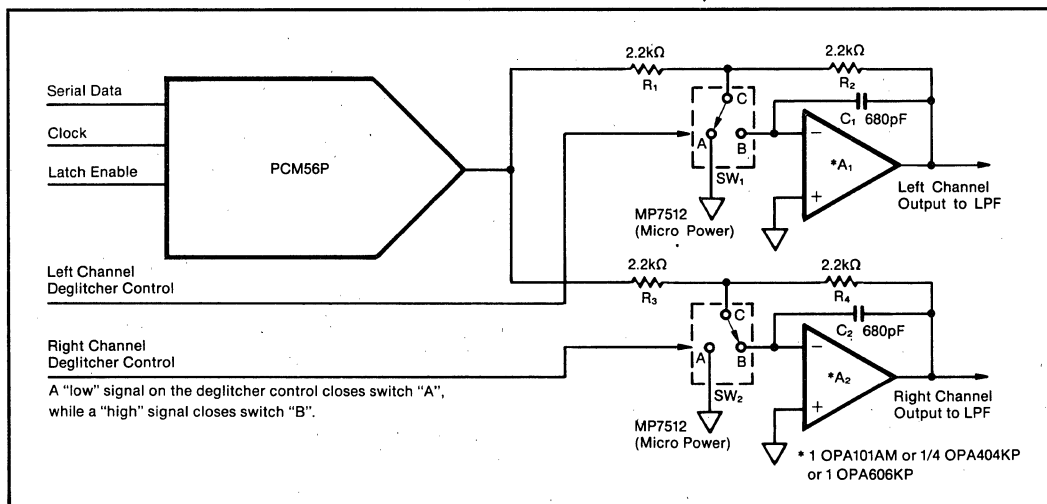 Serial Data
Clock
Latch Enable
PCM56P
2.2kΩ
R1
2.2kΩ
R2
C
A
B
SW1
C1 680pF
−
+
*A1
MP7512
(Micro Power)
Left Channel
Output to LPF
Left Channel
Deglitcher Control
2.2kΩ
R3
2.2kΩ
R4
C
A
B
SW2
C2 680pF
−
+
*A2
MP7512
(Micro Power)
Right Channel
Output to LPF
Right Channel
Deglitcher Control
A "low" signal on the deglitcher control closes switch "A",
while a "high" signal closes switch "B".
* 1 OPA101AM or 1/4 OPA404KP
or 1 OPA606KP